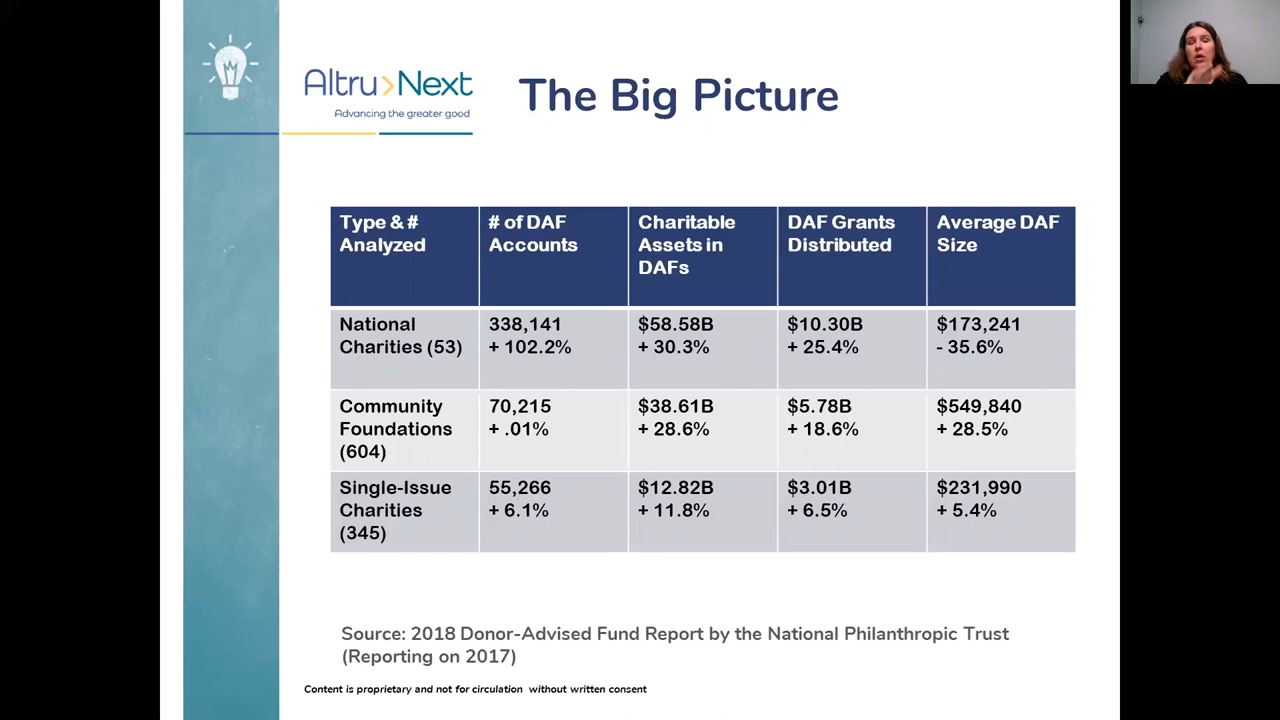 Altru>Next
Advancing the greater good
The Big Picture
Type & #
Analyzed
# of DAF
Accounts
Charitable
Assets in
DAFs
DAF Grants
Distributed
Average DAF
Size
National
Charities (53)
338,141
+ 102.2%
$58.58B
+ 30.3%
$10.30B
+ 25.4%
$173,241
- 35.6%
Community
Foundations
(604)
70,215
+ .01%
$38.61B
+ 28.6%
$5.78B
+ 18.6%
$549,840
+ 28.5%
Single-Issue
Charities
(345)
55,266
+ 6.1%
$12.82B
+ 11.8%
$3.01B
+ 6.5%
$231,990
+ 5.4%
Source: 2018 Donor-Advised Fund Report by the National Philanthropic Trust
(Reporting on 2017)
Content is proprietary and not for circulation without written consent